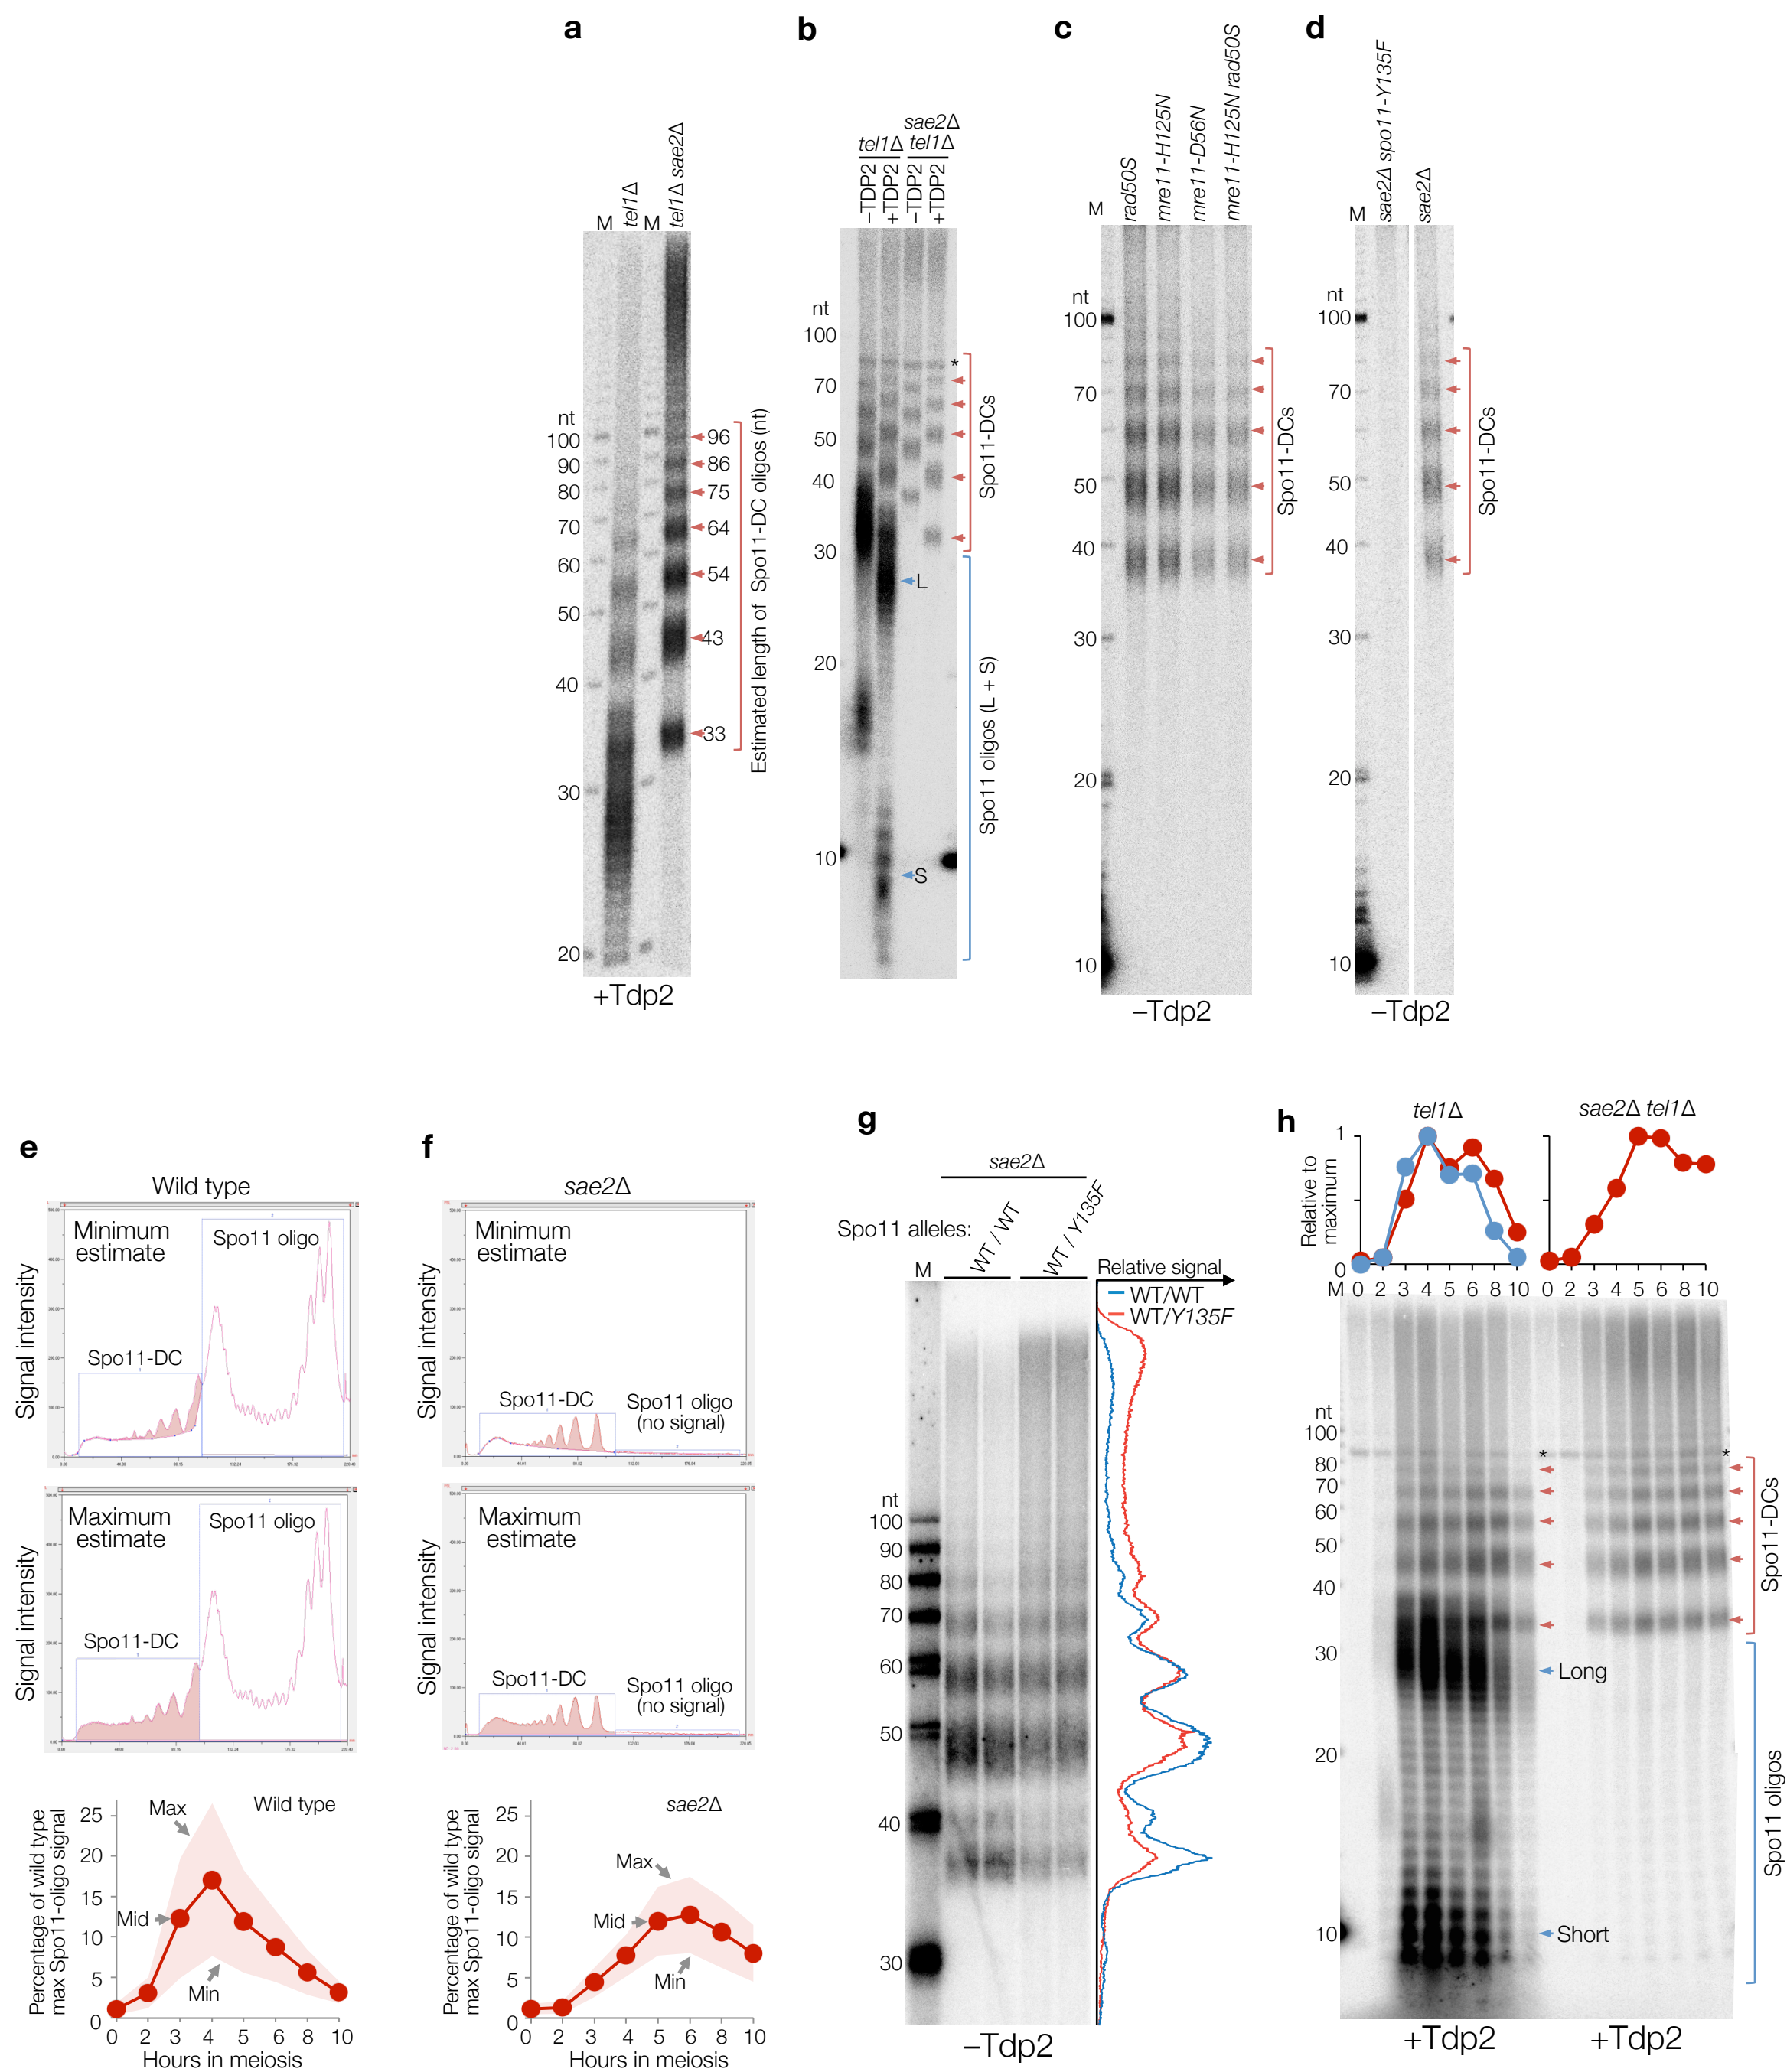 a
M
tel1Δ
M
tel1Δ sae2Δ
nt
100
90
80
70
60
50
40
30
20
96
86
75
64
54
43
33
Estimated length of Spo11-DC oligos (nt)
+Tdp2
b
sae2Δ
tel1Δ tel1Δ
–TDP2
+TDP2
–TDP2
+TDP2
nt
100
70
50
40
30
20
10
*
L
S
Spo11-DCs
Spo11 oligos (L + S)
c
M
rad50S
mre11-H125N
mre11-D56N
mre11-H125N rad50S
nt
100
70
50
40
30
20
10
Spo11-DCs
–Tdp2
d
M
sae2Δ spo11-Y135F
sae2Δ
nt
100
70
50
40
30
20
10
Spo11-DCs
–Tdp2
e
Wild type
Minimum
estimate
Spo11 oligo
Spo11-DC
Signal intensity
Maximum
estimate
Spo11 oligo
Spo11-DC
Signal intensity
Percentage of wild type
max Spo11-oligo signal
25
20
15
10
5
0
Max
Mid
Min
Wild type
0 2 3 4 5 6 8 10
Hours in meiosis
f
sae2Δ
Minimum
estimate
Spo11-DC
Spo11 oligo
(no signal)
Signal intensity
Maximum
estimate
Spo11-DC
Spo11 oligo
(no signal)
Signal intensity
Percentage of wild type
max Spo11-oligo signal
25
20
15
10
5
0
Max
Mid
Min
sae2Δ
0 2 3 4 5 6 8 10
Hours in meiosis
g
sae2Δ
Spo11 alleles:
WT / WT
WT / Y135F
M
Relative signal
WT/WT
WT/Y135F
nt
100
90
80
70
60
50
40
30
–Tdp2
h
tel1Δ
sae2Δ tel1Δ
Relative to
maximum
1
0
M 0 2 3 4 5 6 8 10 0 2 3 4 5 6 8 10
nt
100
80
70
60
50
40
30
20
10
*
*
Long
Short
Spo11-DCs
Spo11 oligos
+Tdp2
+Tdp2